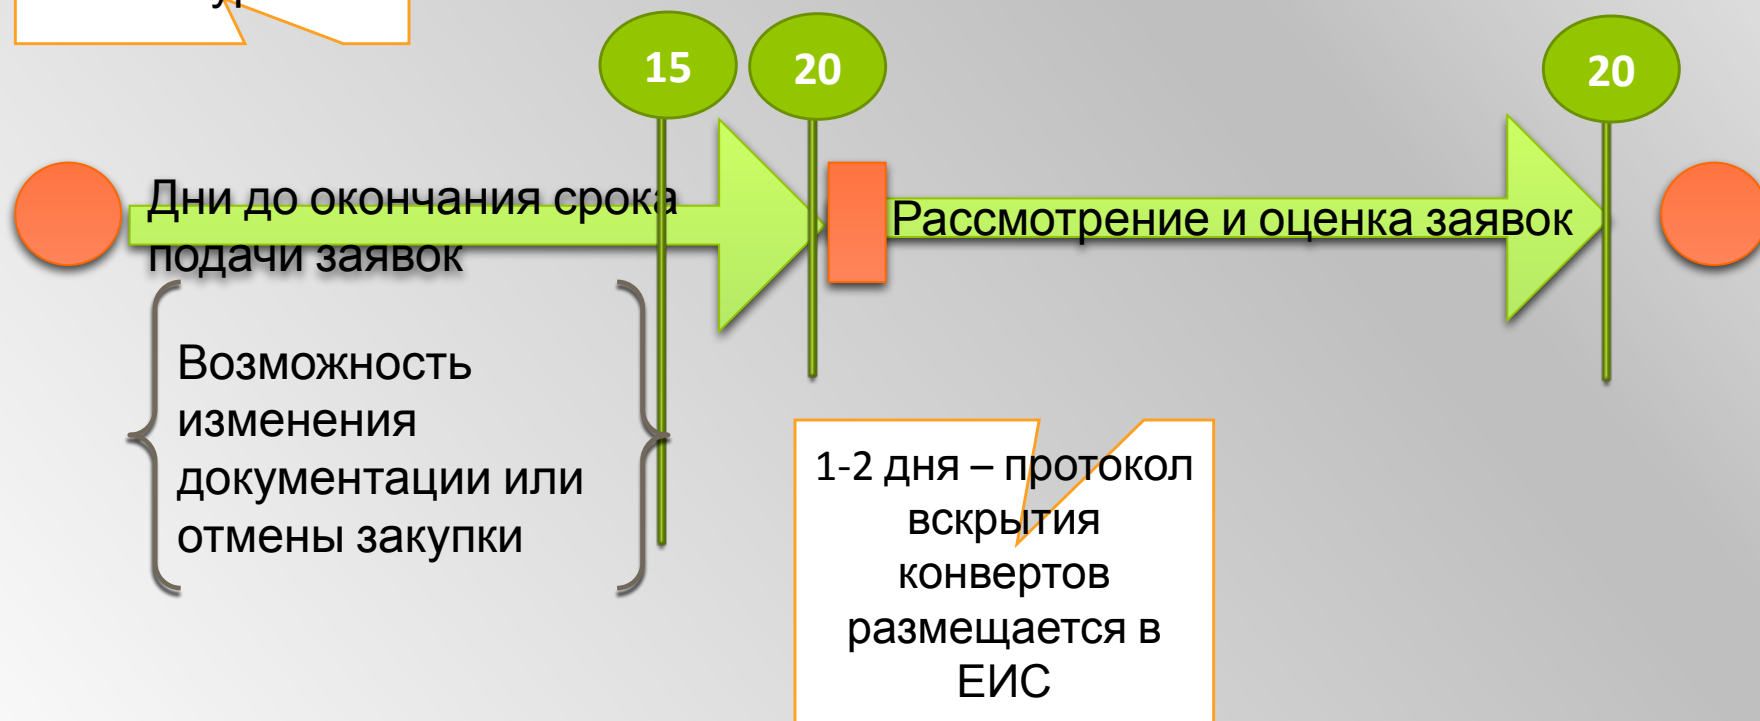 15
20
20
Дни до окончания срока
подачи заявок
Рассмотрение и оценка заявок
Возможность
изменения
документации или
отмены закупки
1-2 дня – протокол
вскрытия
конвертов
размещается в
ЕИС